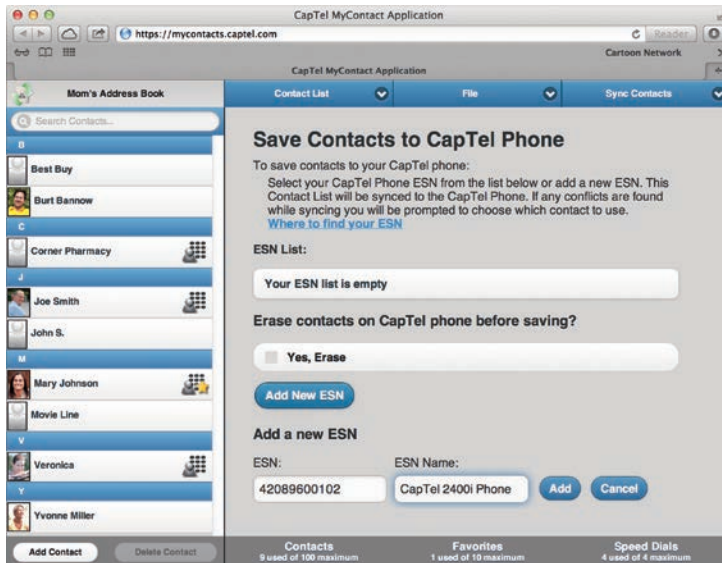 CapTel MyContact Application
https://mycontacts.captel.com
Reader
Cartoon Network
CapTel MyContact Application
Mom's Address Book
Contact List
File
Sync Contacts
Search Contacts...
B
Best Buy
Burt Bannow
C
Corner Pharmacy
J
Joe Smith
John S.
M
Mary Johnson
Movie Line
V
Veronica
Y
Yvonne Miller
Add Contact
Delete Contact
Save Contacts to CapTel Phone
To save contacts to your CapTel phone:
Select your CapTel Phone ESN from the list below or add a new ESN. This
Contact List will be synced to the CapTel Phone. If any conflicts are found
while syncing you will be prompted to choose which contact to use.
Where to find your ESN
ESN List:
Your ESN list is empty
Erase contacts on CapTel phone before saving?
Yes, Erase
Add New ESN
Add a new ESN
ESN:
ESN Name:
42089600102
CapTel 2400i Phone
Add
Cancel
Contacts
9 used of 100 maximum
Favorites
1 used of 10 maximum
Speed Dials
4 used of 4 maximum